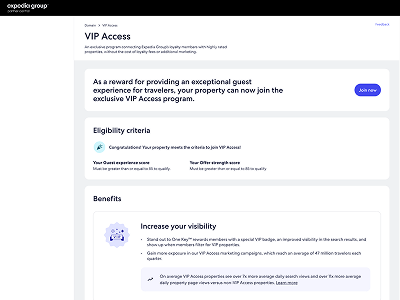 expedia group™
partner central
Feedback
Domain > VIP Access
VIP Access
An exclusive program connecting Expedia Group loyalty members with highly rated
properties, without the cost of loyalty fees or additional marketing.
As a reward for providing an exceptional guest
experience for travelers, your property can now join the
exclusive VIP Access program.
Join now
Eligibility criteria
Congratulations! Your property meets the criteria to join VIP Access!
Your Guest experience score
Must be greater than or equal to 85 to qualify
Your Offer strength score
Must be greater than or equal to 85 to qualify
Benefits
Increase your visibility
• Stand out to One Key™ rewards members with a special VIP badge, an improved visibility in the search results, and
show up when members filter for VIP properties.
• Gain more exposure in our VIP Access marketing campaigns, which reach an average of 47 million travelers each
quarter.
On average VIP Access properties see over 7x more average daily search views and over 11x more average
daily property page views versus non VIP Access properties. Learn more